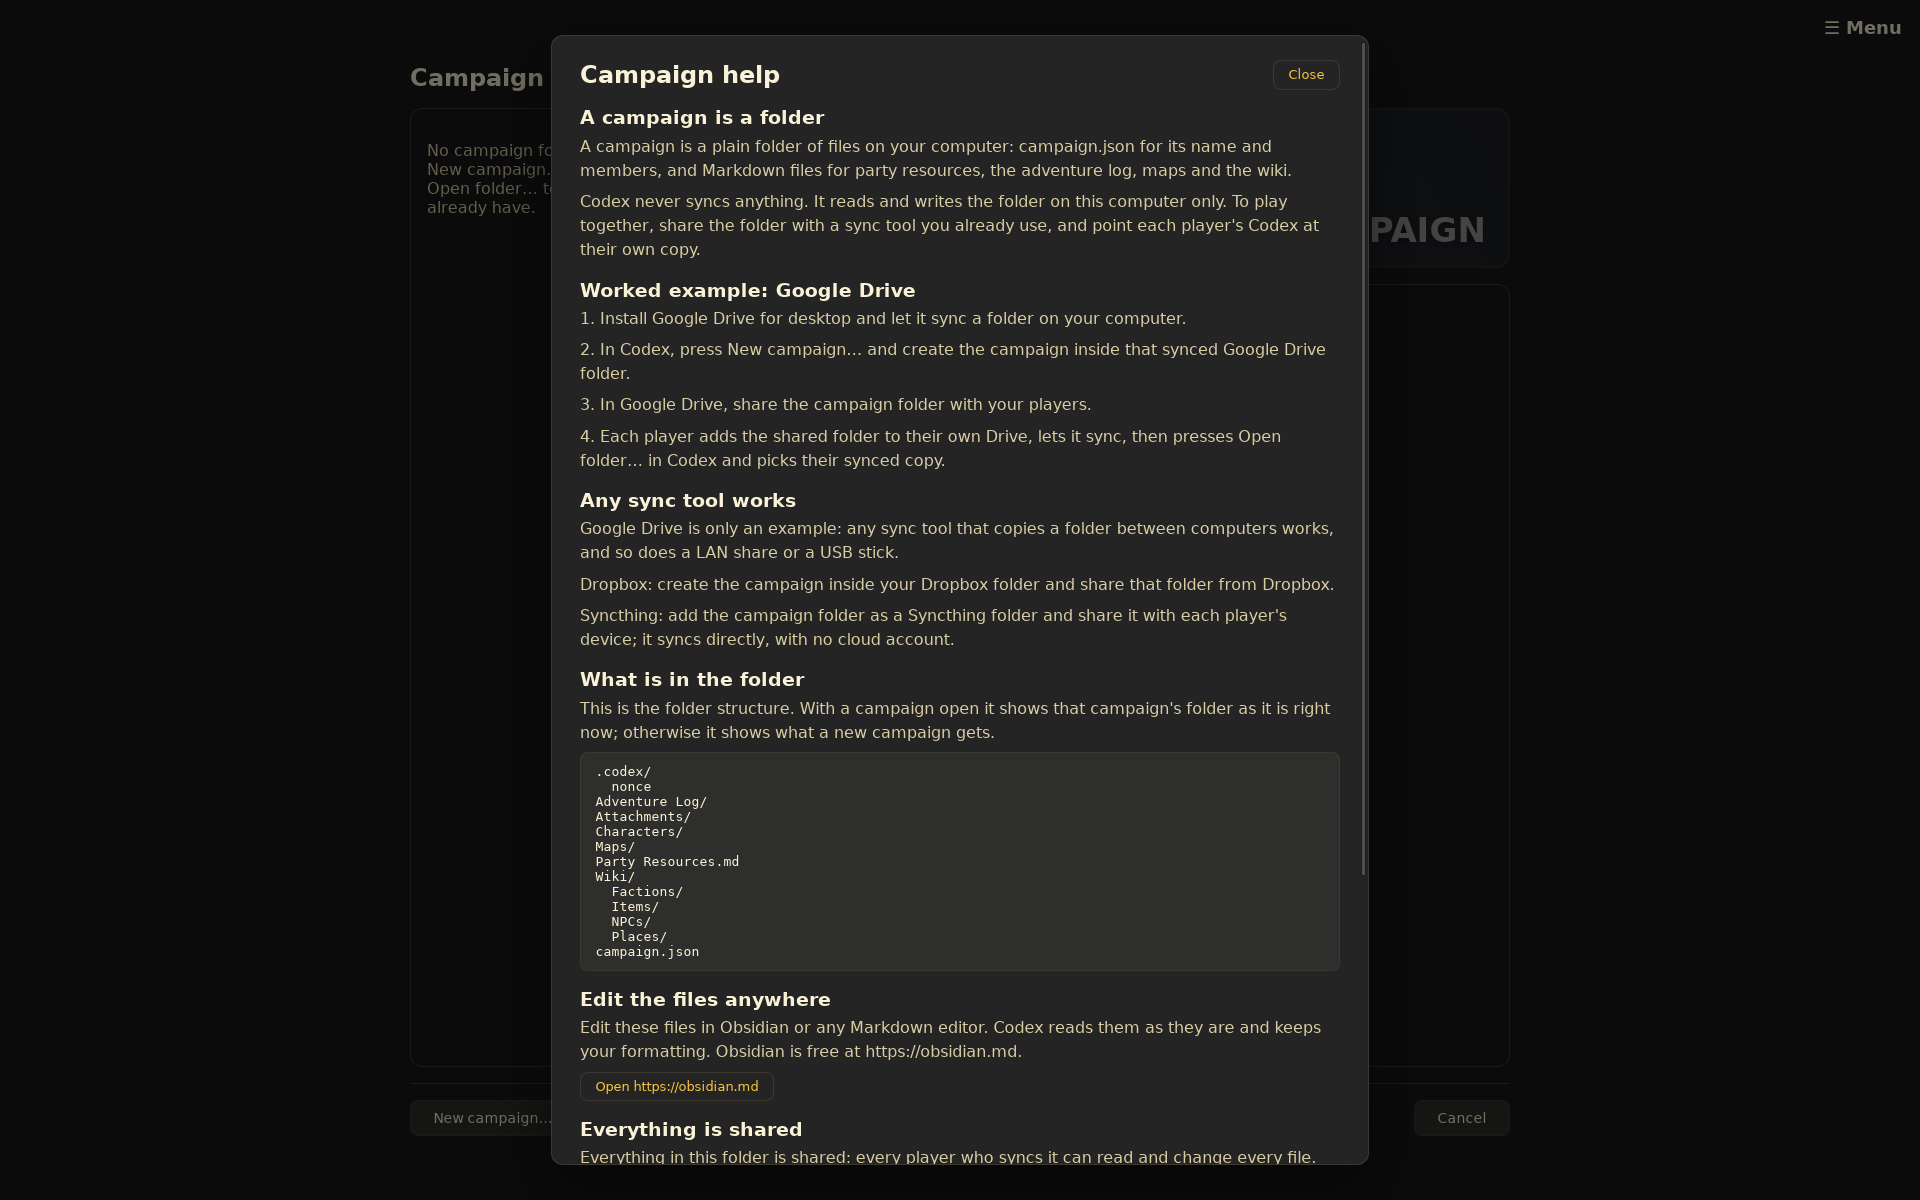 ☰ Menu
Campaign
Campaign help
Close
A campaign is a folder
A campaign is a plain folder of files on your computer: campaign.json for its name and
members, and Markdown files for party resources, the adventure log, maps and the wiki.
Codex never syncs anything. It reads and writes the folder on this computer only. To play
together, share the folder with a sync tool you already use, and point each player's Codex at
their own copy.
Worked example: Google Drive
1. Install Google Drive for desktop and let it sync a folder on your computer.
2. In Codex, press New campaign… and create the campaign inside that synced Google Drive
folder.
3. In Google Drive, share the campaign folder with your players.
4. Each player adds the shared folder to their own Drive, lets it sync, then presses Open
folder… in Codex and picks their synced copy.
Any sync tool works
Google Drive is only an example: any sync tool that copies a folder between computers works,
and so does a LAN share or a USB stick.
Dropbox: create the campaign inside your Dropbox folder and share that folder from Dropbox.
Syncthing: add the campaign folder as a Syncthing folder and share it with each player's
device; it syncs directly, with no cloud account.
What is in the folder
This is the folder structure. With a campaign open it shows that campaign's folder as it is right
now; otherwise it shows what a new campaign gets.
.codex/
nonce
Adventure Log/
Attachments/
Characters/
Maps/
Party Resources.md
Wiki/
Factions/
Items/
NPCs/
Places/
campaign.json
Edit the files anywhere
Edit these files in Obsidian or any Markdown editor. Codex reads them as they are and keeps
your formatting. Obsidian is free at https://obsidian.md.
Open https://obsidian.md
Everything is shared
Everything in this folder is shared: every player who syncs it can read and change every file.
No campaign fo
New campaign.
Open folder… to
already have.
PAIGN
New campaign…
Cancel